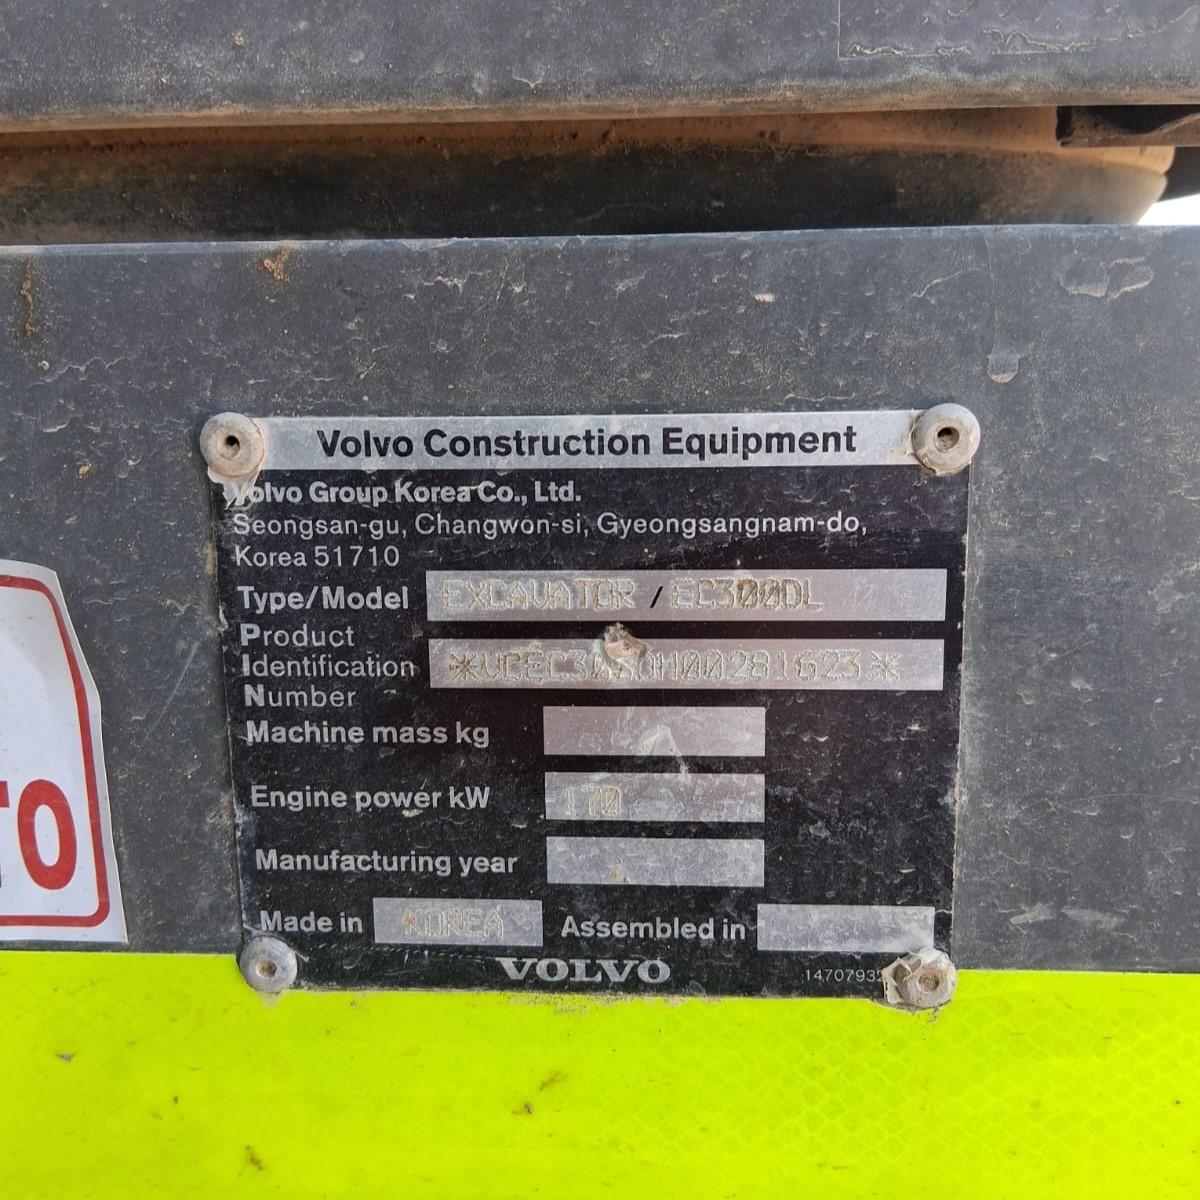 Volvo Construction Equipment
Volvo Group Korea Co., Ltd.
Seongsan-gu, Changwon-si, Gyeongsangnam-do,
Korea 51710
Type/Model EXCAVATOR / EC300DL
Product
Identification
Number
Machine mass kg
Engine power kW 170
Manufacturing year
Made in KOREA Assembled in
VOLVO
TO